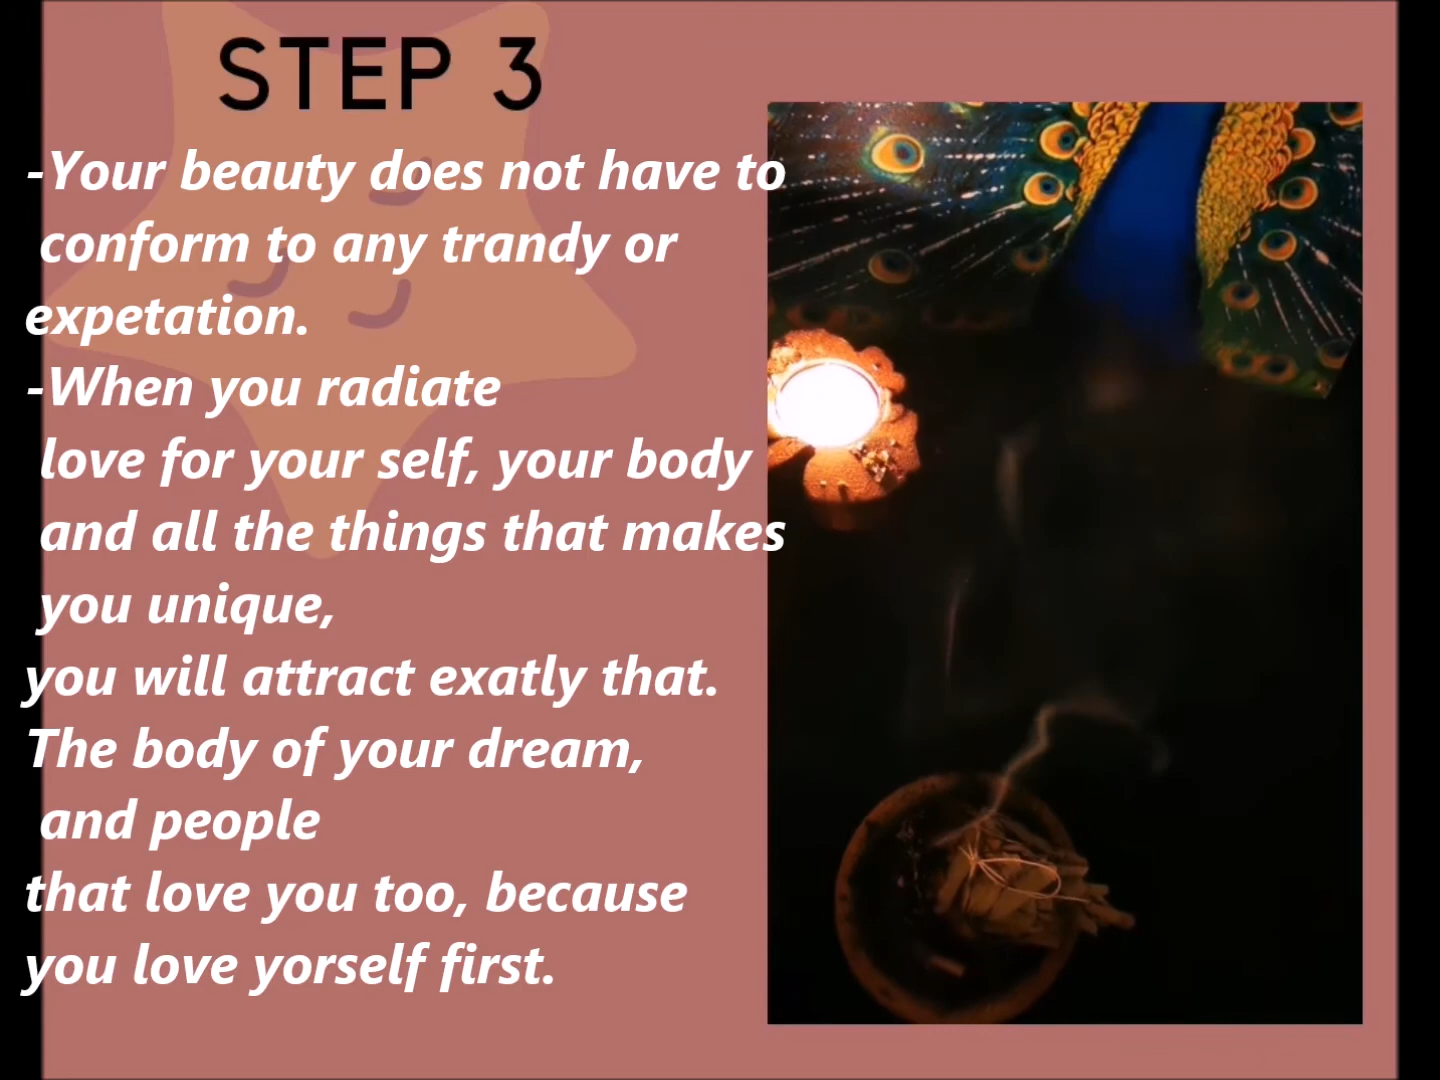 STEP 3
-Your beauty does not have to
conform to any trandy or
expetation.
-When you radiate
love for your self, your body
and all the things that makes
you unique,
you will attract exatly that.
The body of your dream,
and people
that love you too, because
you love yorself first.